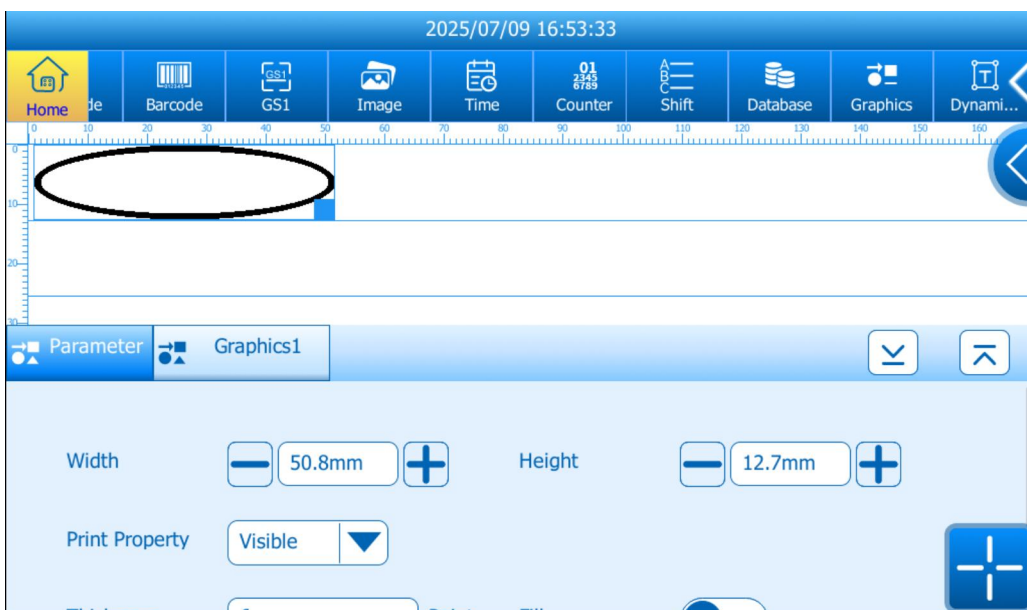 2025/07/09 16:53:33
Home
de
Barcode
GS1
GS1
Image
Time
01
2345
6789
Counter
A
B
C
Shift
Database
Graphics
T
Dynami...
0 10 20 30 40 50 60 70 80 90 100 110 120 130 140 150 160
0
10
20
30
Parameter
Graphics1
Width 50.8mm Height 12.7mm
Print Property Visible